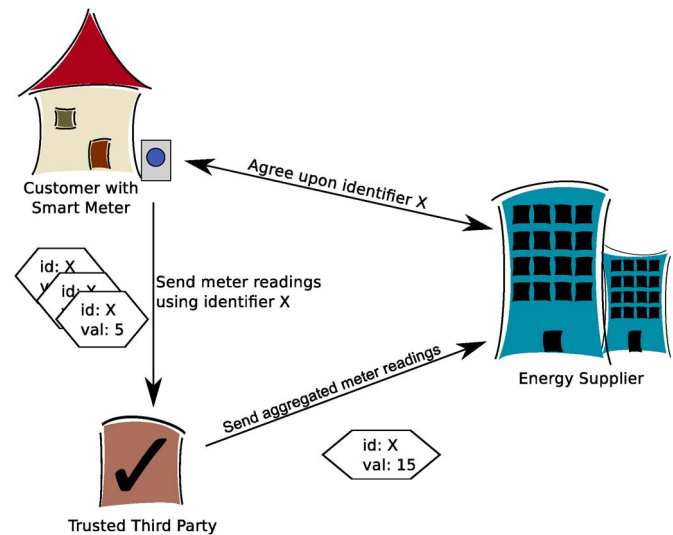 Agree upon identifier X
Customer with
Smart Meter
id: X
id: X
id: X
val: 5
Send meter readings
using identifier X
Send aggregated meter readings
Energy Supplier
id: X
val: 15
Trusted Third Party